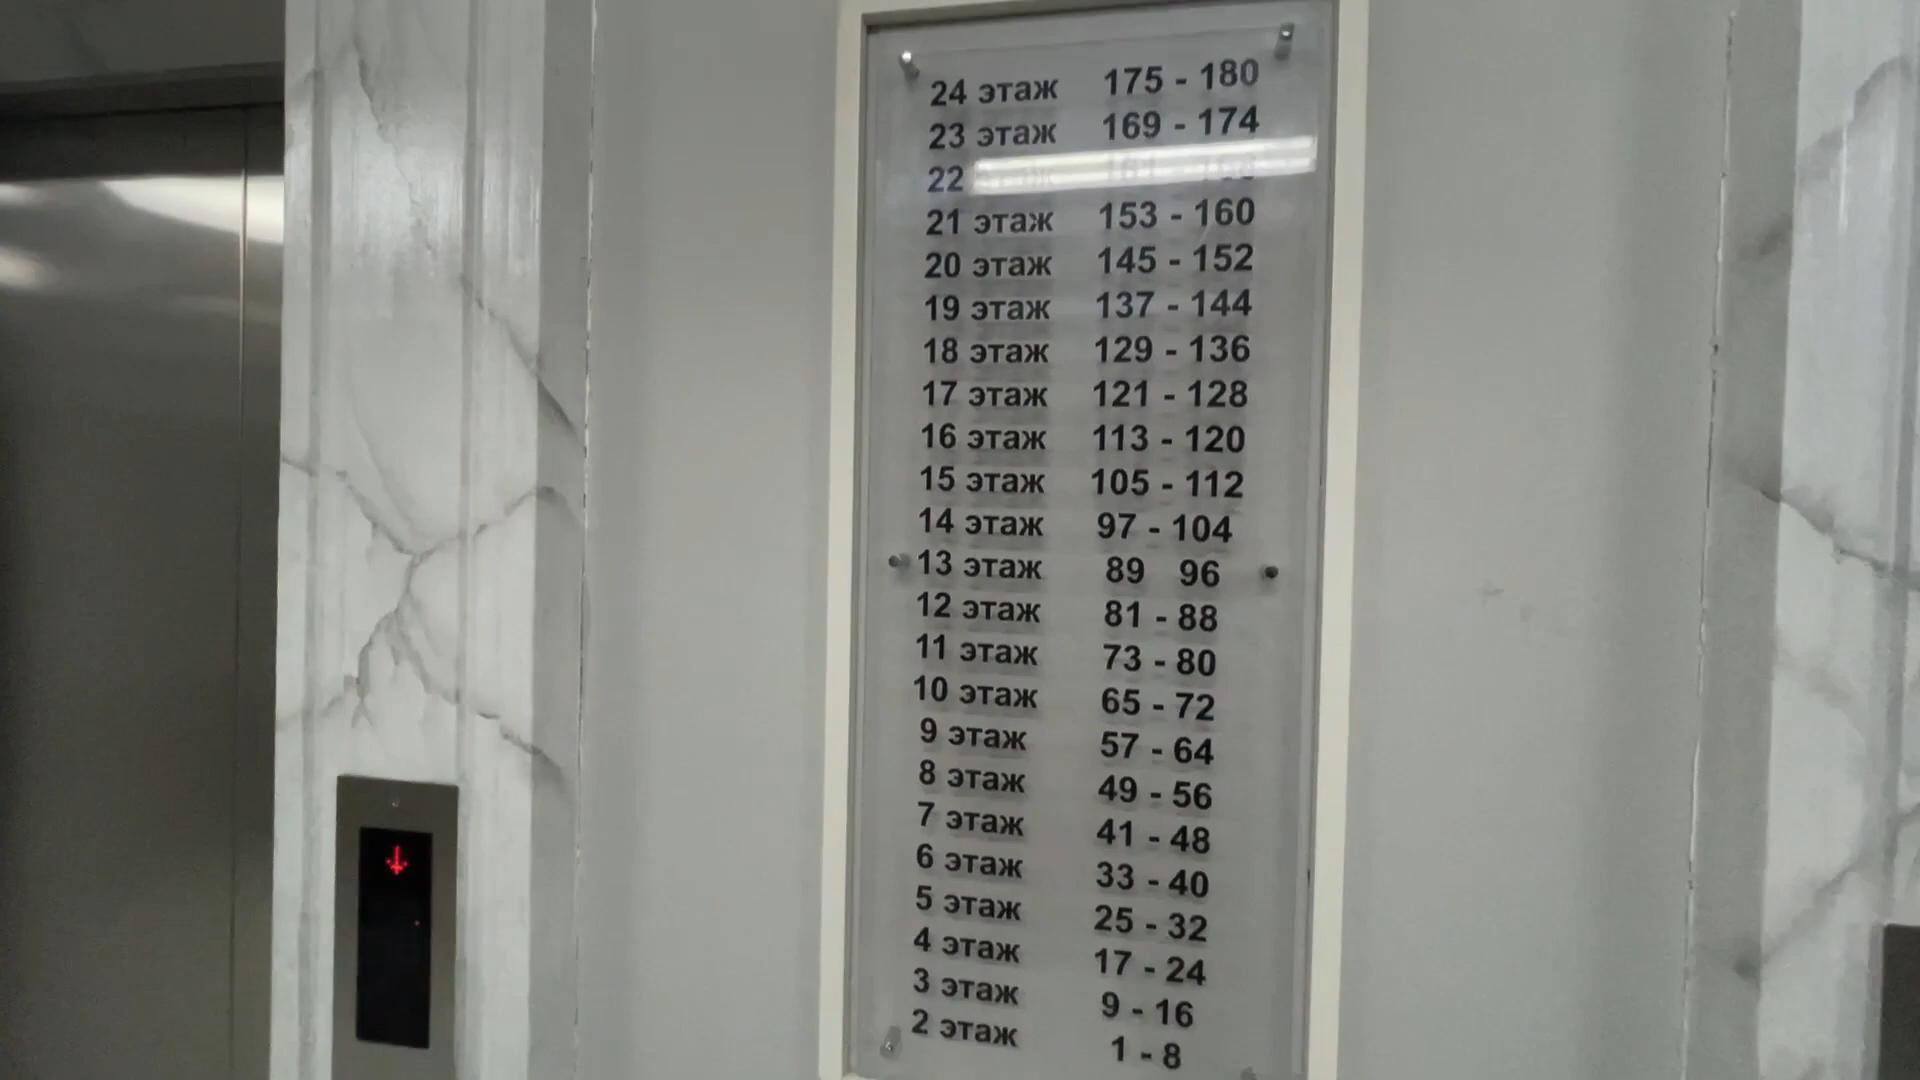 24 этаж 175 - 180
23 этаж 169 - 174
22
21 этаж 153 - 160
20 этаж 145 - 152
19 этаж 137 - 144
18 этаж 129 - 136
17 этаж 121 - 128
16 этаж 113 - 120
15 этаж 105 - 112
14 этаж 97 - 104
13 этаж 89 96
12 этаж 81 - 88
11 этаж 73 - 80
10 этаж 65 - 72
9 этаж 57 - 64
8 этаж 49 - 56
7 этаж 41 - 48
6 этаж 33 - 40
5 этаж 25 - 32
4 этаж 17 - 24
3 этаж 9 - 16
2 этаж 1 - 8